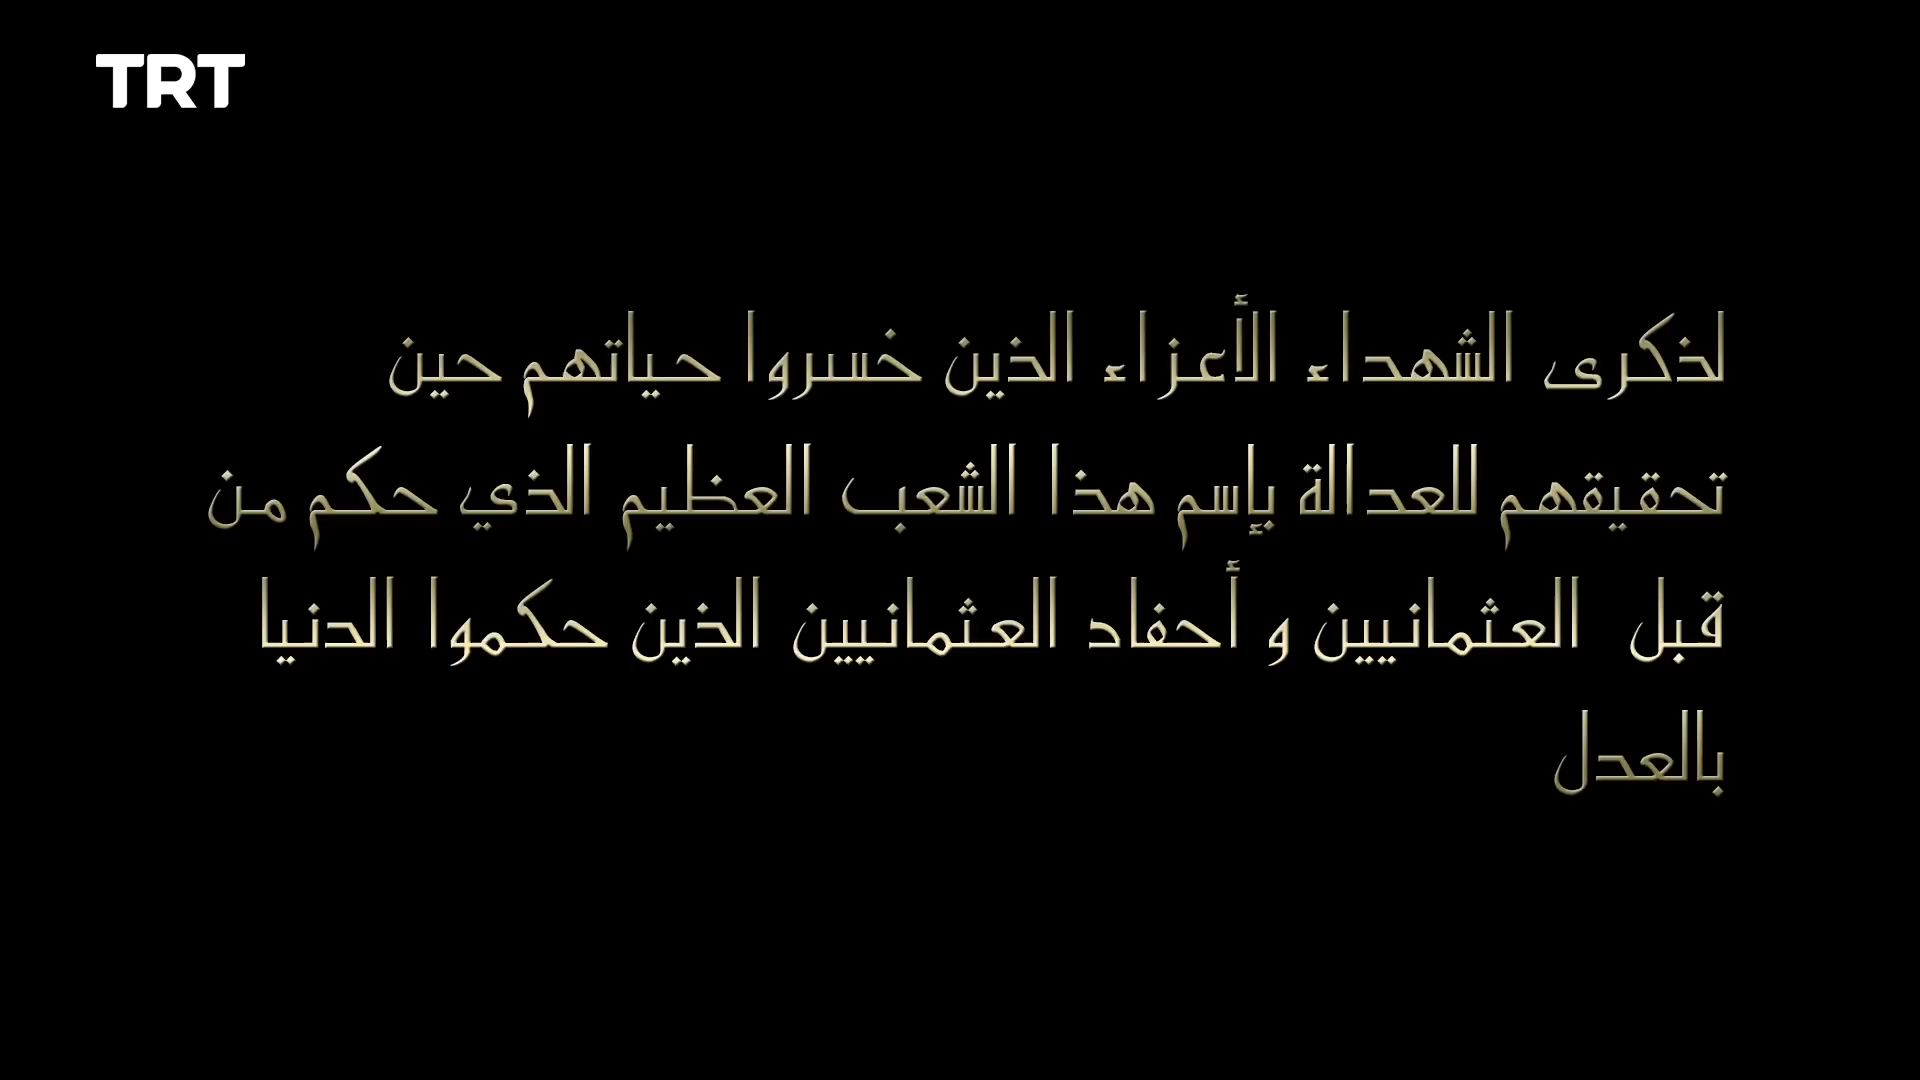 TRT
لذكرى الشهداء الأعزاء الذين خسروا حياتهم حين
تحقيقهم للعدالة بإسم هذا الشعب العظيم الذي حكم من
قبل العثمانيين و أحفاد العثمانيين الذين حكموا الدنيا
بالعدل